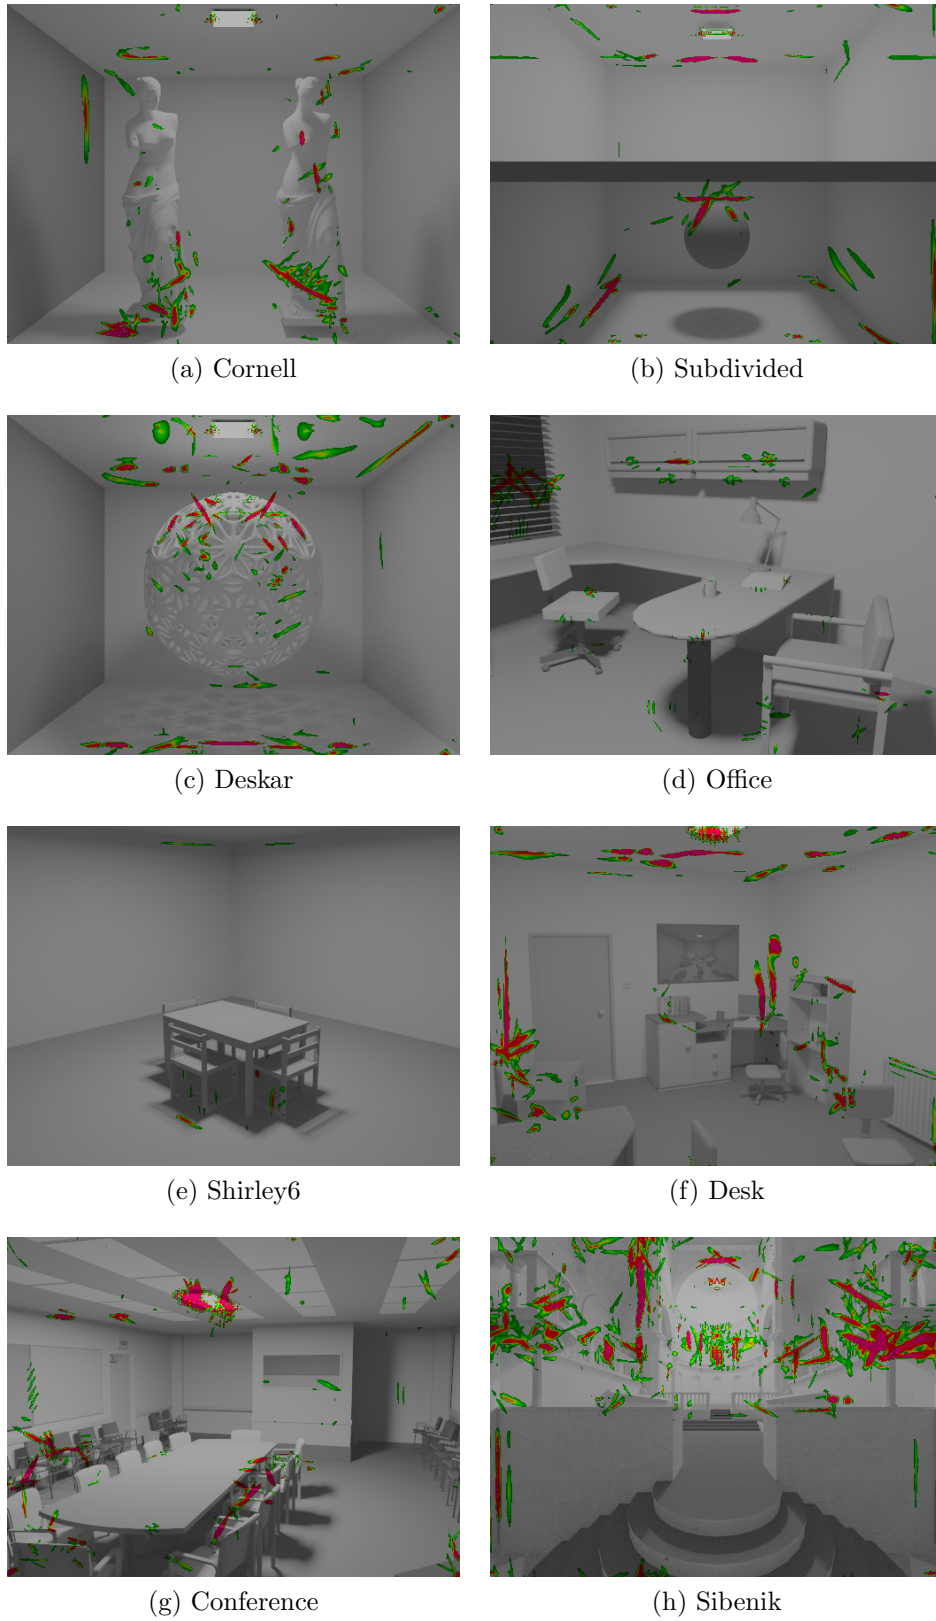 (a) Cornell
(b) Subdivided
(c) Deskar
(d) Office
(e) Shirley6
(f) Desk
(g) Conference
(h) Sibenik